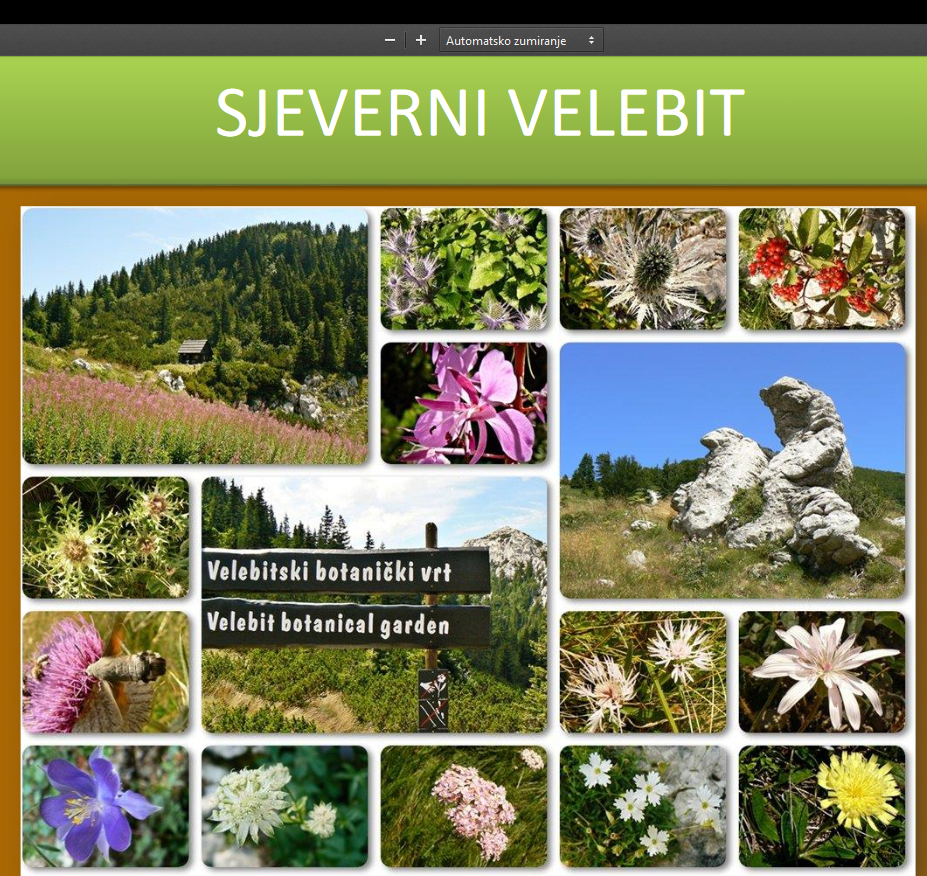 Automatsko zumiranje
SJEVERNI VELEBIT
Velebitski botanički vrt
Velebit botanical garden